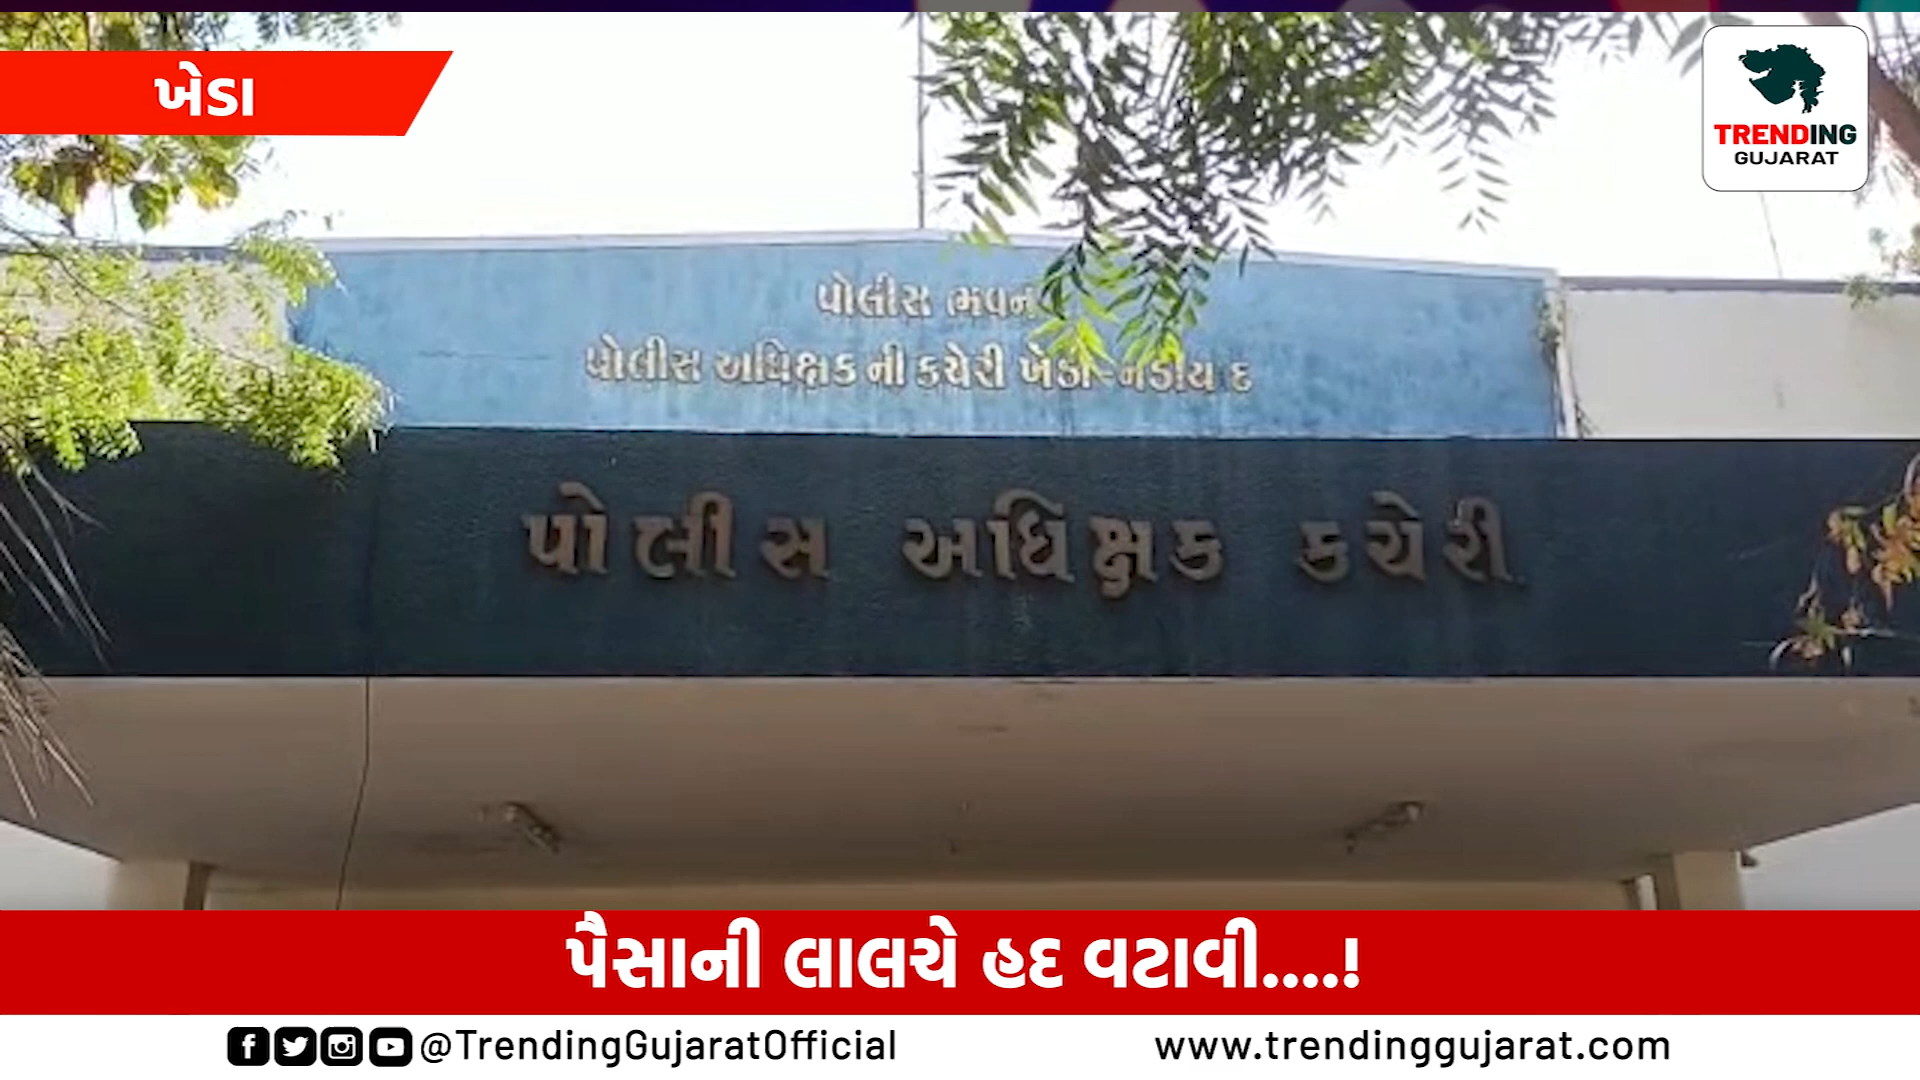 ખેડા
TRENDING
GUJARAT
પોલીસ ભવન
પોલીસ અધિક્ષક ની કચેરી ખેડા-નડીય દ
પોલીસ અધિક્ષક કચેરી
પૈસાની લાલચે હદ વટાવી....!
@TrendingGujaratOfficial
www.trendinggujarat.com